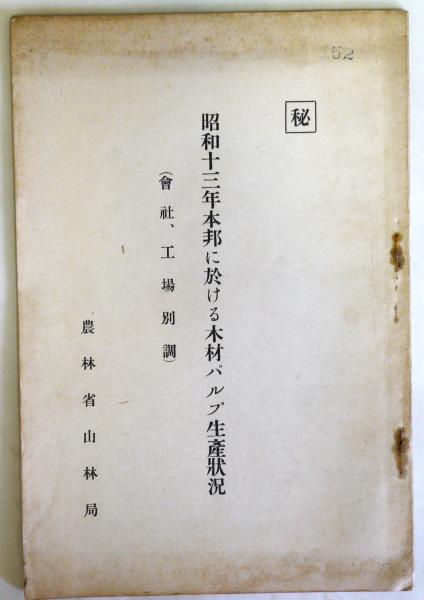 152
秘
昭和十三年本邦に於ける木材パルプ生産狀況
(會社、工場別調)
農林省山林局